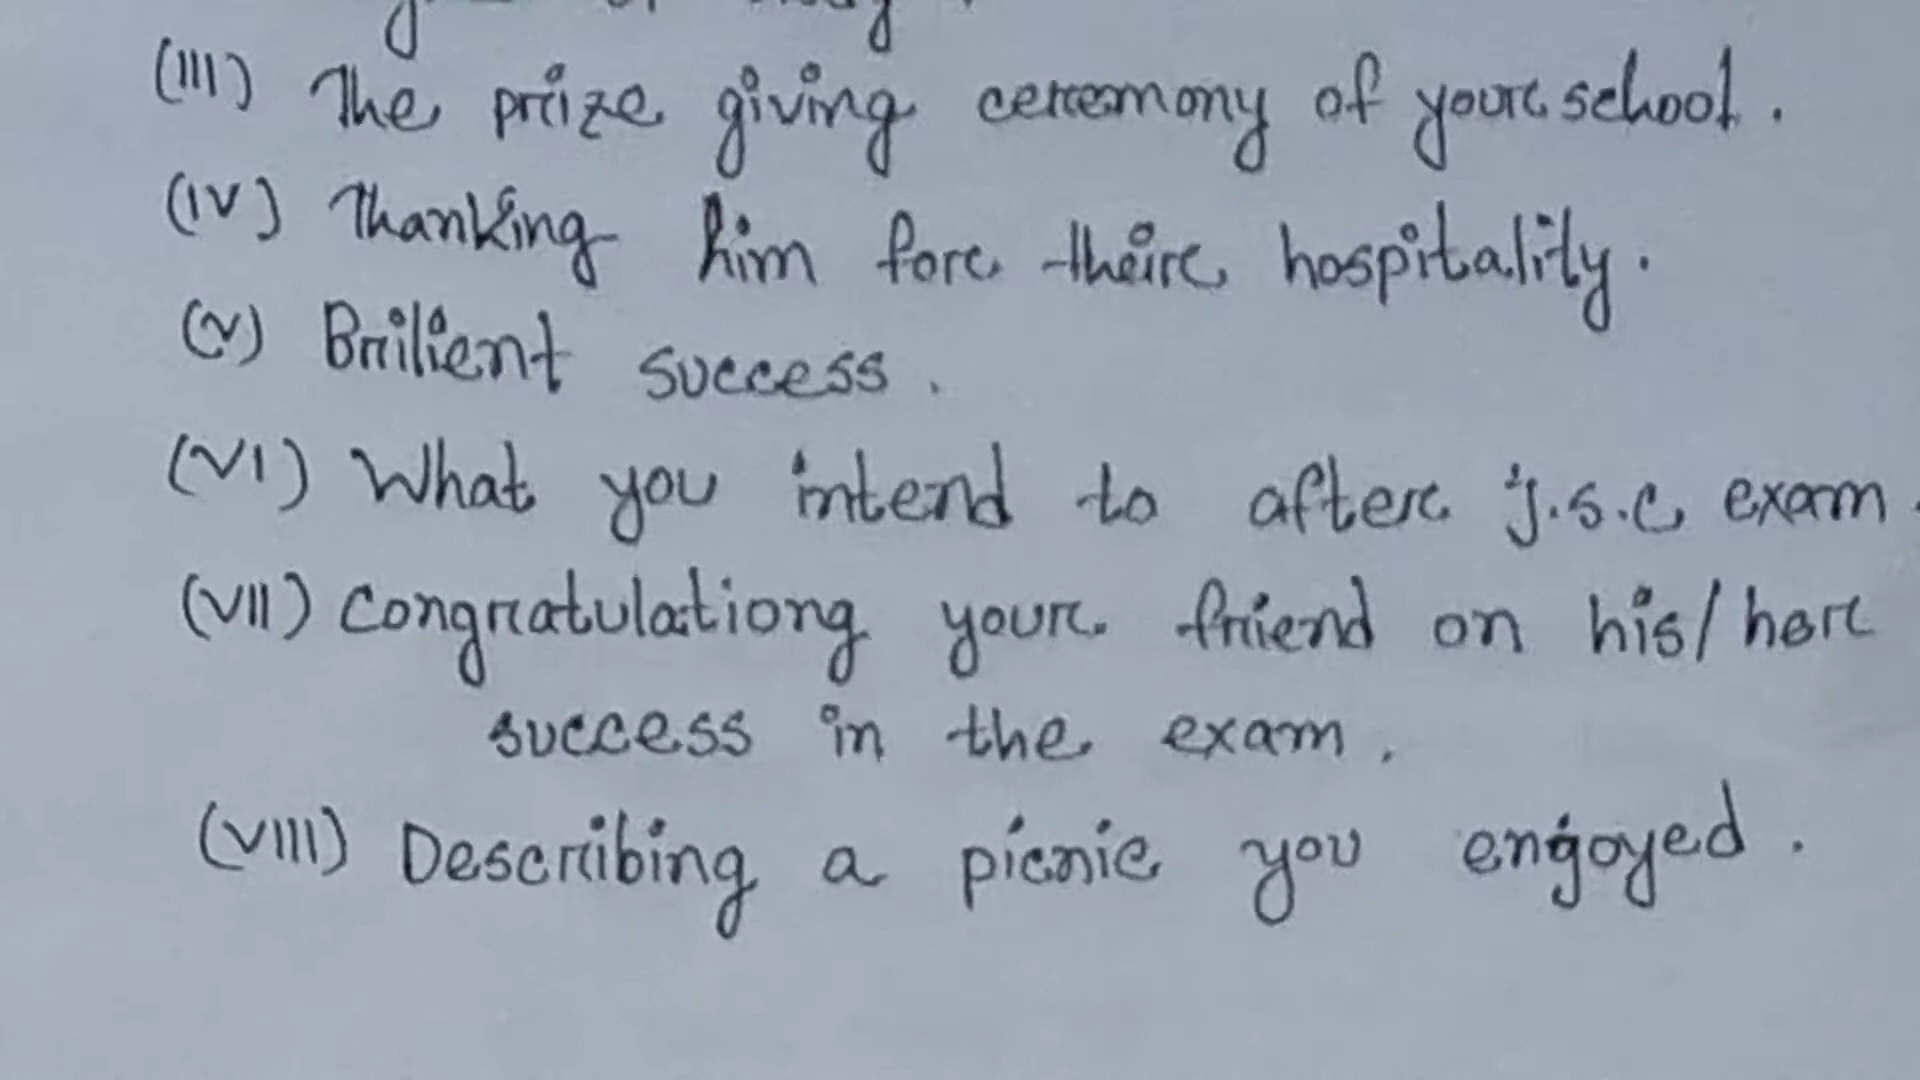 (III) The prize giving ceremony of your school.
(IV) Thanking him for their hospitality.
(V) Brilient success.
(VI) What you intend to after J.S.C exam.
(VII) Congratulationg your friend on his/her
success in the exam.
(VIII) Describing a picnic you engoyed.